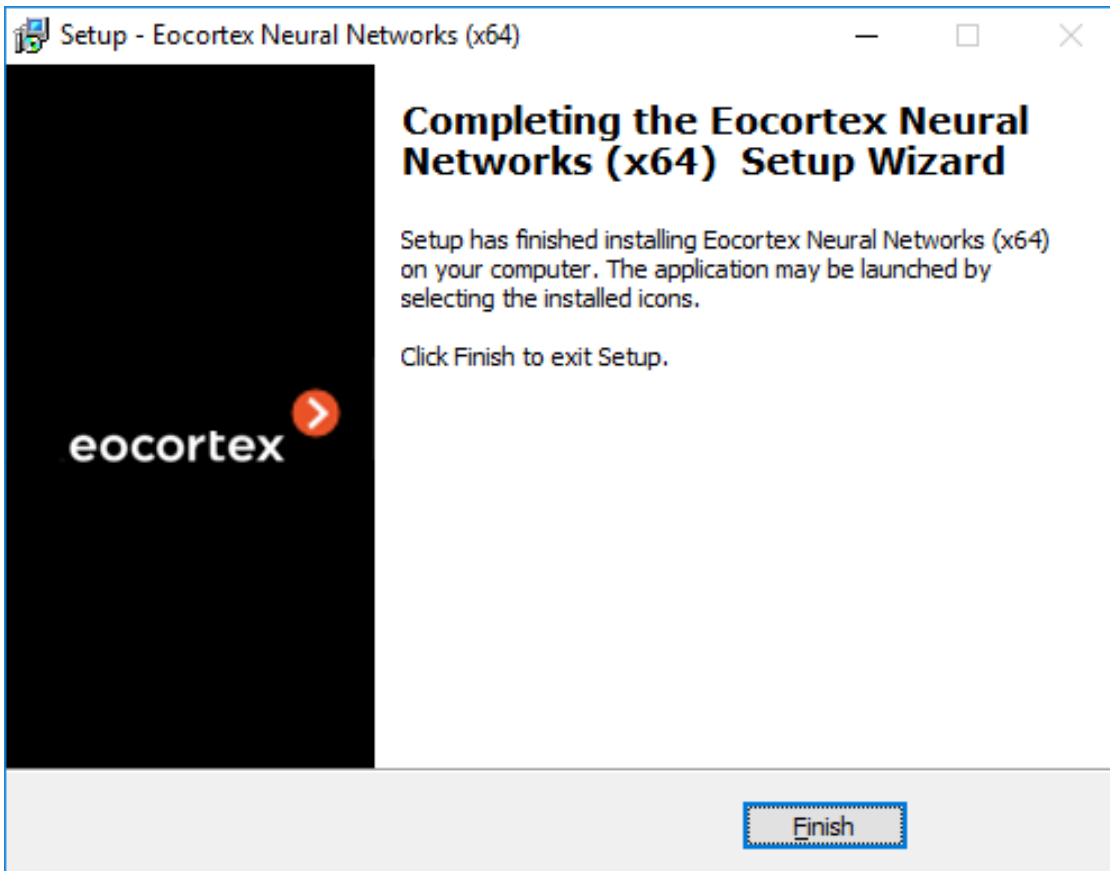 Setup - Eocortex Neural Networks (x64)
Completing the Eocortex Neural
Networks (x64)  Setup Wizard
Setup has finished installing Eocortex Neural Networks (x64)
on your computer. The application may be launched by
selecting the installed icons.
Click Finish to exit Setup.
eocortex
Finish